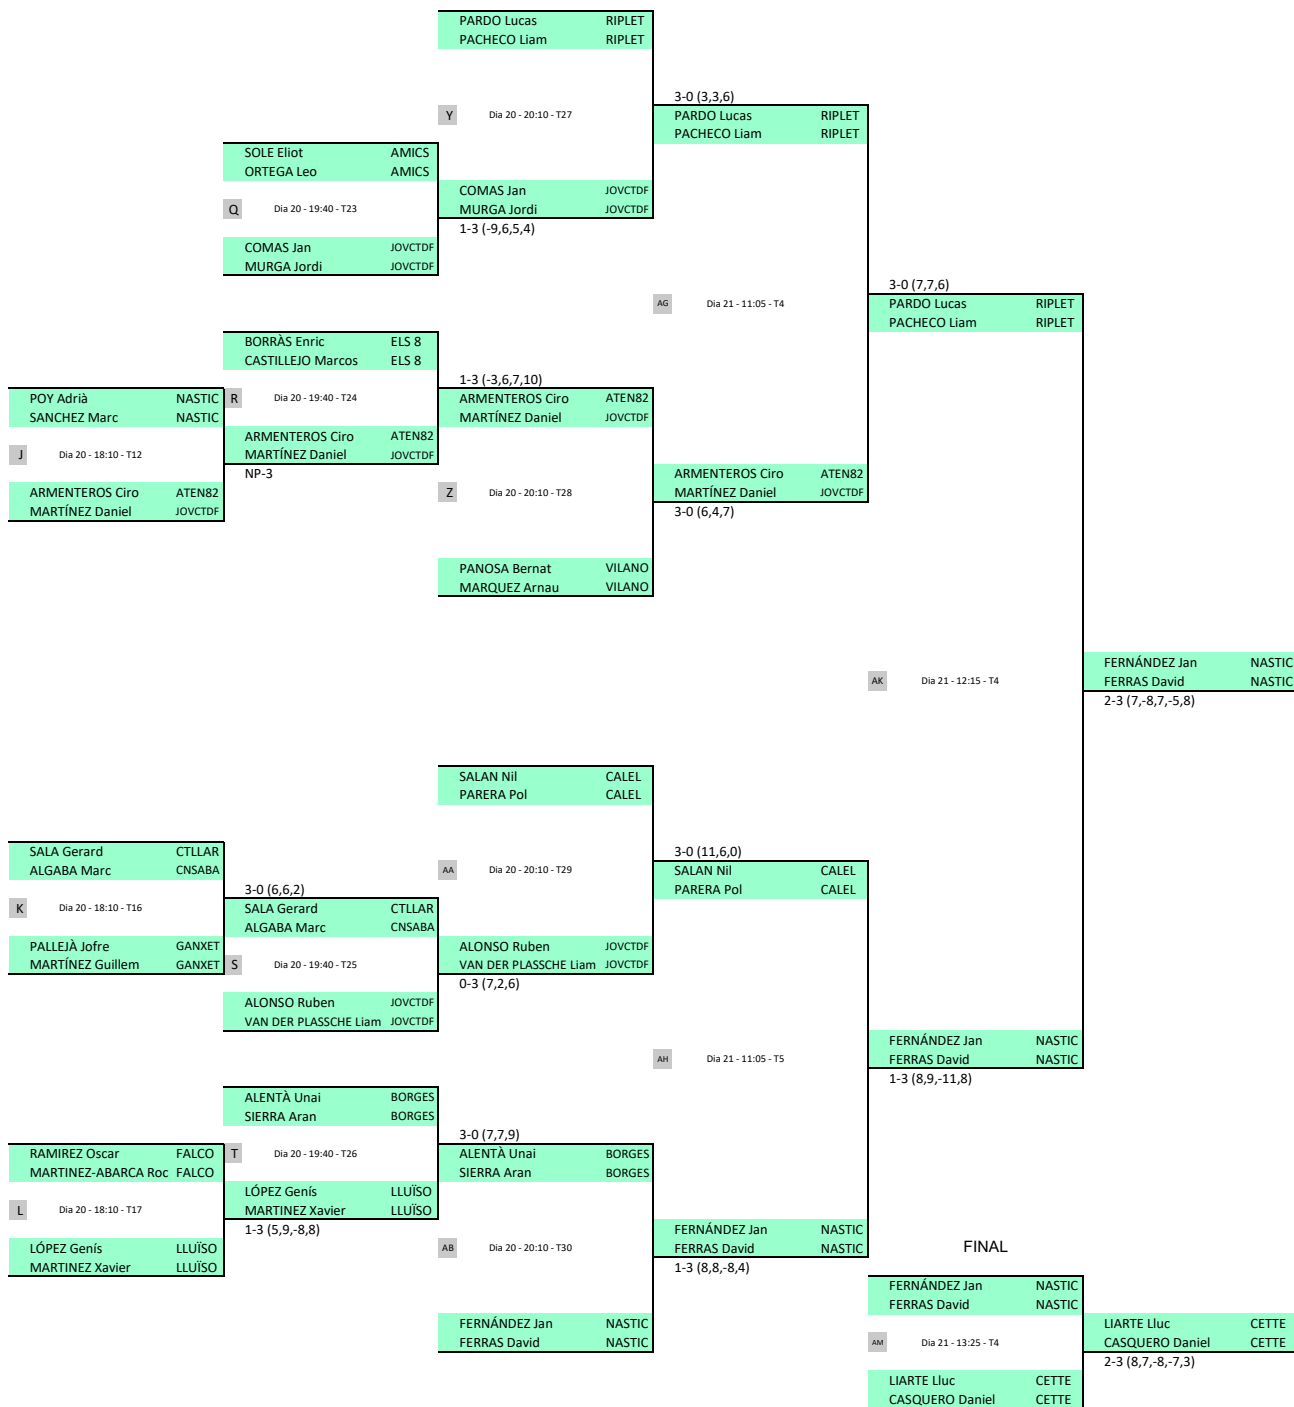 PARDO Lucas RIPLET
PACHECO Liam RIPLET
3-0 (3,3,6)
Y Dia 20 - 20:10 - T27
PARDO Lucas RIPLET
PACHECO Liam RIPLET
SOLE Eliot AMICS
ORTEGA Leo AMICS
COMAS Jan JOVCTDF
MURGA Jordi JOVCTDF
Q Dia 20 - 19:40 - T23
1-3 (-9,6,5,4)
COMAS Jan JOVCTDF
MURGA Jordi JOVCTDF
3-0 (7,7,6)
AG Dia 21 - 11:05 - T4
PARDO Lucas RIPLET
PACHECO Liam RIPLET
BORRÀS Enric ELS 8
CASTILLEJO Marcos ELS 8
1-3 (-3,6,7,10)
POY Adrià NASTIC
SANCHEZ Marc NASTIC
R Dia 20 - 19:40 - T24
ARMENTEROS Ciro ATEN82
MARTÍNEZ Daniel JOVCTDF
ARMENTEROS Ciro ATEN82
MARTÍNEZ Daniel JOVCTDF
J Dia 20 - 18:10 - T12
NP-3
ARMENTEROS Ciro ATEN82
MARTÍNEZ Daniel JOVCTDF
Z Dia 20 - 20:10 - T28
ARMENTEROS Ciro ATEN82
MARTÍNEZ Daniel JOVCTDF
3-0 (6,4,7)
PANOSA Bernat VILANO
MARQUEZ Arnau VILANO
FERNÁNDEZ Jan NASTIC
FERRAS David NASTIC
AK Dia 21 - 12:15 - T4
2-3 (7,-8,7,-5,8)
SALAN Nil CALEL
PARERA Pol CALEL
SALA Gerard CTLLAR
ALGABA Marc CNSABA
3-0 (11,6,0)
AA Dia 20 - 20:10 - T29
SALAN Nil CALEL
PARERA Pol CALEL
3-0 (6,6,2)
K Dia 20 - 18:10 - T16
SALA Gerard CTLLAR
ALGABA Marc CNSABA
PALLEJÀ Jofre GANXET
MARTÍNEZ Guillem GANXET
ALONSO Ruben JOVCTDF
VAN DER PLASSCHE Liam JOVCTDF
S Dia 20 - 19:40 - T25
0-3 (7,2,6)
ALONSO Ruben JOVCTDF
VAN DER PLASSCHE Liam JOVCTDF
FERNÁNDEZ Jan NASTIC
FERRAS David NASTIC
AH Dia 21 - 11:05 - T5
1-3 (8,9,-11,8)
ALENTÀ Unai BORGES
SIERRA Aran BORGES
3-0 (7,7,9)
RAMIREZ Oscar FALCO
MARTINEZ-ABARCA Roc FALCO
T Dia 20 - 19:40 - T26
ALENTÀ Unai BORGES
SIERRA Aran BORGES
LÓPEZ Genís LLUÏSO
MARTINEZ Xavier LLUÏSO
L Dia 20 - 18:10 - T17
1-3 (5,9,-8,8)
FERNÁNDEZ Jan NASTIC
FERRAS David NASTIC
LÓPEZ Genís LLUÏSO
MARTINEZ Xavier LLUÏSO
AB Dia 20 - 20:10 - T30
1-3 (8,8,-8,4)
FINAL
FERNÁNDEZ Jan NASTIC
FERRAS David NASTIC
FERNÁNDEZ Jan NASTIC
FERRAS David NASTIC
AM Dia 21 - 13:25 - T4
LIARTE Lluc CETTE
CASQUERO Daniel CETTE
2-3 (8,7,-8,-7,3)
LIARTE Lluc CETTE
CASQUERO Daniel CETTE